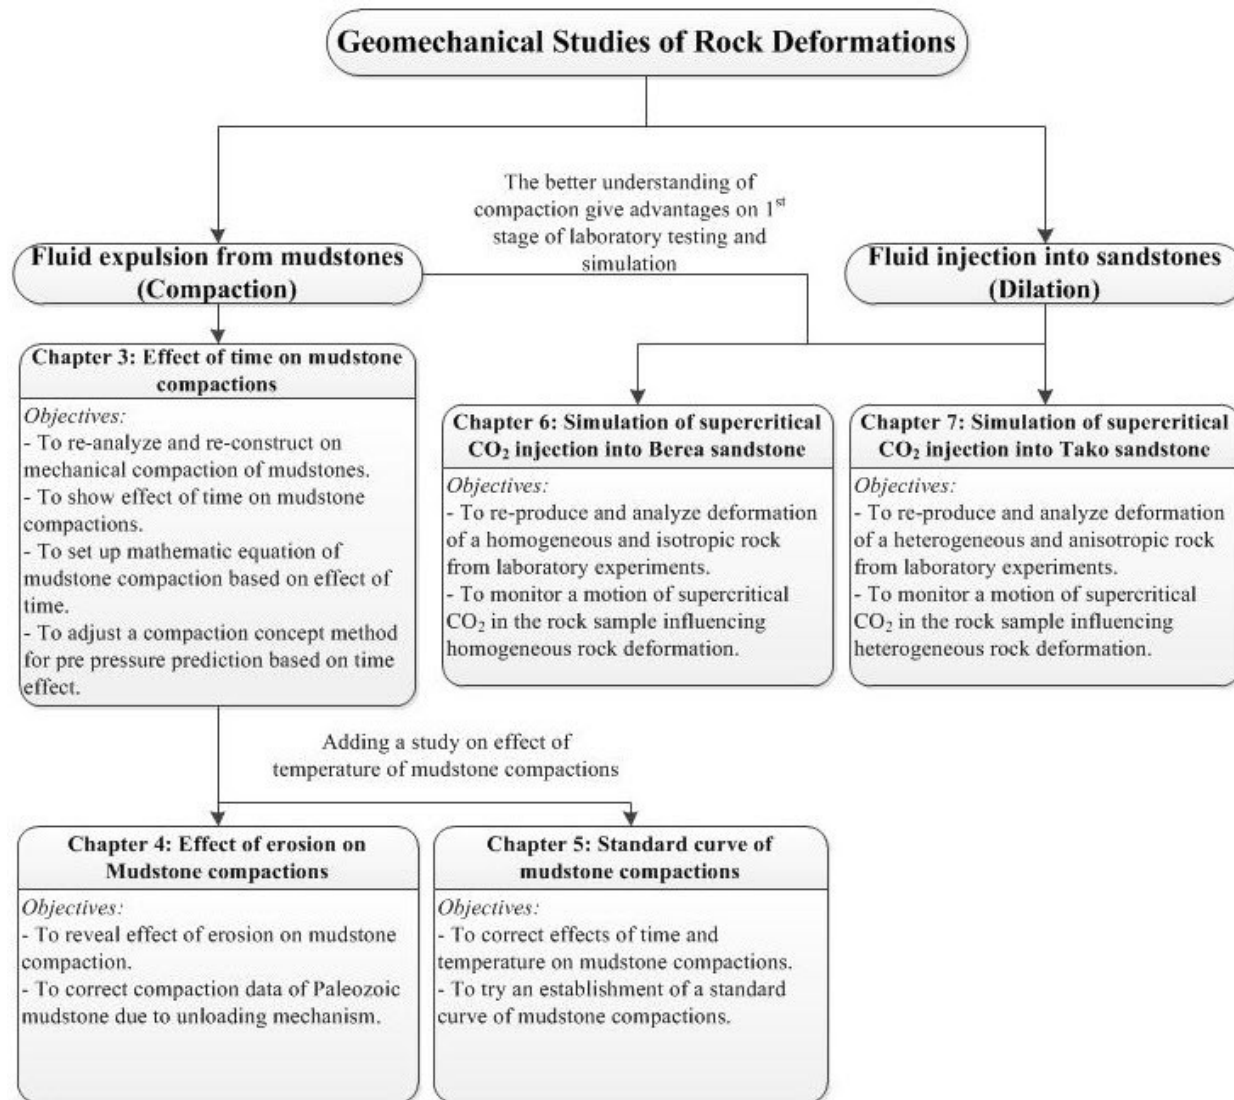 Geomechanical Studies of Rock Deformations
The better understanding of
compaction give advantages on 1st
stage of laboratory testing and
simulation
Fluid expulsion from mudstones
(Compaction)
Fluid injection into sandstones
(Dilation)
Chapter 3: Effect of time on mudstone
compactions
Objectives:
- To re-analyze and re-construct on
mechanical compaction of mudstones.
- To show effect of time on mudstone
compactions.
- To set up mathematic equation of
mudstone compaction based on effect of
time.
- To adjust a compaction concept method
for pre pressure prediction based on time
effect.
Chapter 6: Simulation of supercritical
CO₂ injection into Berea sandstone
Objectives:
- To re-produce and analyze deformation
of a homogeneous and isotropic rock
from laboratory experiments.
- To monitor a motion of supercritical
CO₂ in the rock sample influencing
homogeneous rock deformation.
Chapter 7: Simulation of supercritical
CO₂ injection into Tako sandstone
Objectives:
- To re-produce and analyze deformation
of a heterogeneous and anisotropic rock
from laboratory experiments.
- To monitor a motion of supercritical
CO₂ in the rock sample influencing
heterogeneous rock deformation.
Adding a study on effect of
temperature of mudstone compactions
Chapter 4: Effect of erosion on
Mudstone compactions
Objectives:
- To reveal effect of erosion on mudstone
compaction.
- To correct compaction data of Paleozoic
mudstone due to unloading mechanism.
Chapter 5: Standard curve of
mudstone compactions
Objectives:
- To correct effects of time and
temperature on mudstone compactions.
- To try an establishment of a standard
curve of mudstone compactions.